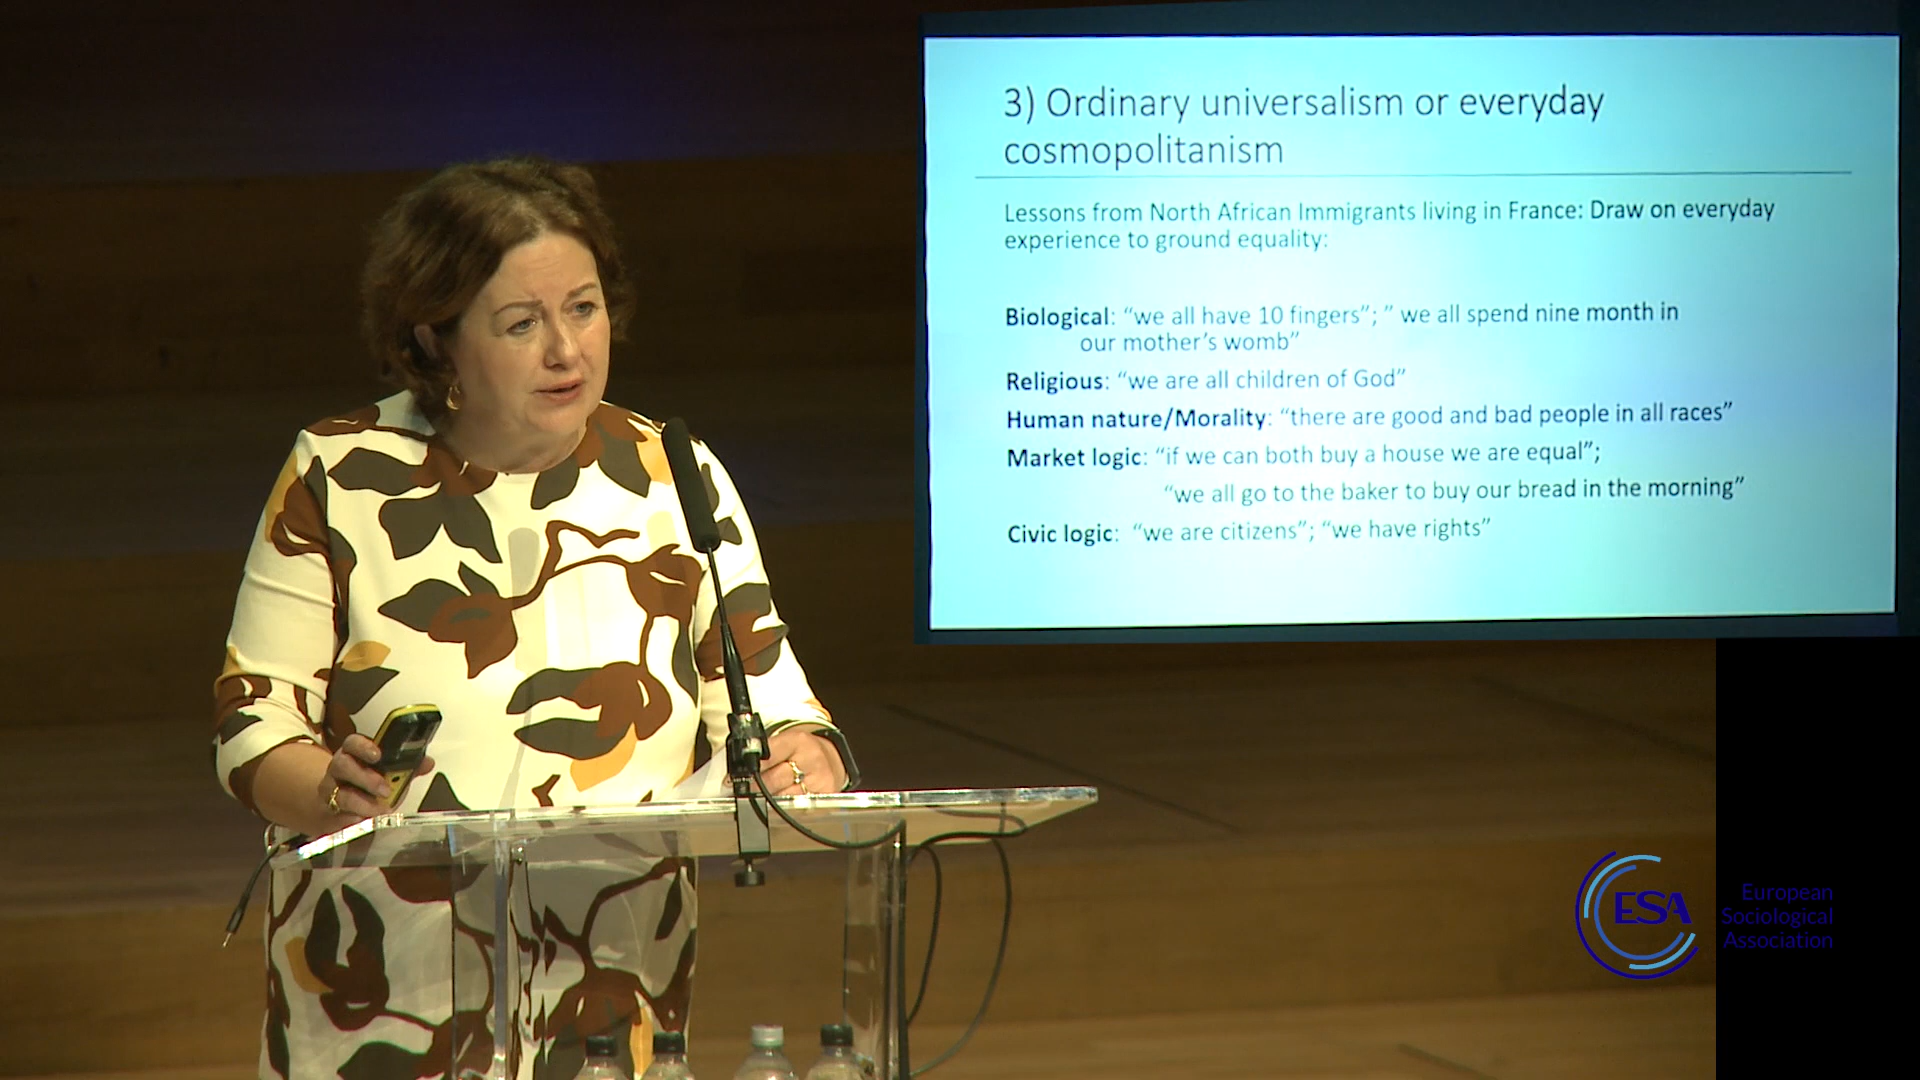 3) Ordinary universalism or everyday
cosmopolitanism
Lessons from North African Immigrants living in France: Draw on everyday
experience to ground equality:
Biological: “we all have 10 fingers”; ” we all spend nine month in
our mother’s womb”
Religious: “we are all children of God”
Human nature/Morality: “there are good and bad people in all races”
Market logic: “if we can both buy a house we are equal”;
“we all go to the baker to buy our bread in the morning”
Civic logic: “we are citizens”; “we have rights”
ESA
European
Sociological
Association